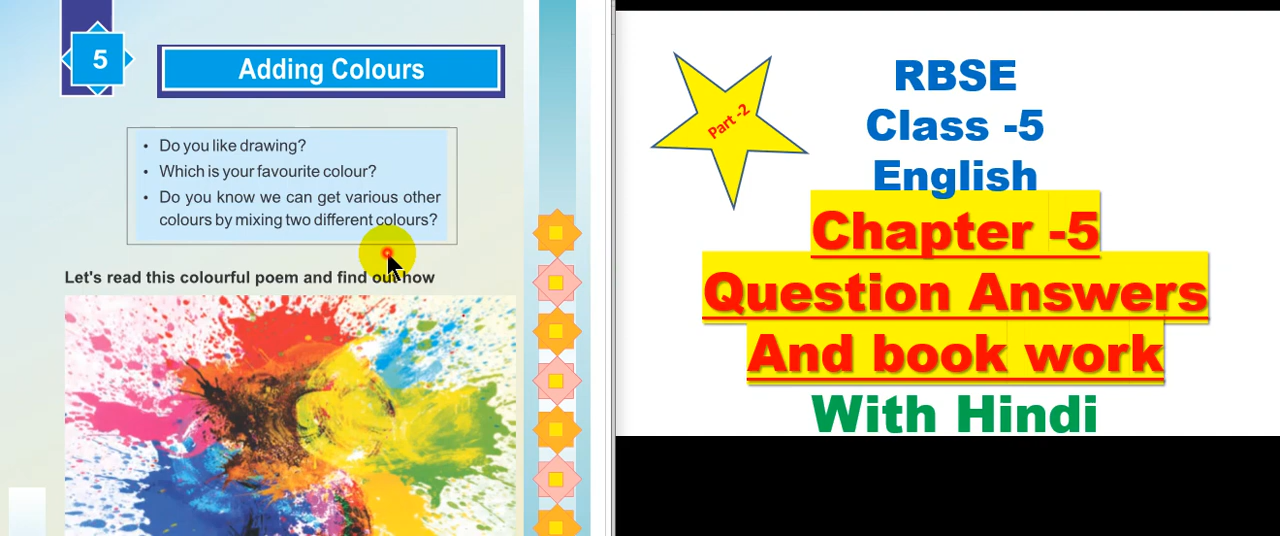 5
Adding Colours
• Do you like drawing?
• Which is your favourite colour?
• Do you know we can get various other
colours by mixing two different colours?
Let's read this colourful poem and find out how
Part -2
RBSE
Class -5
English
Chapter -5
Question Answers
And book work
With Hindi